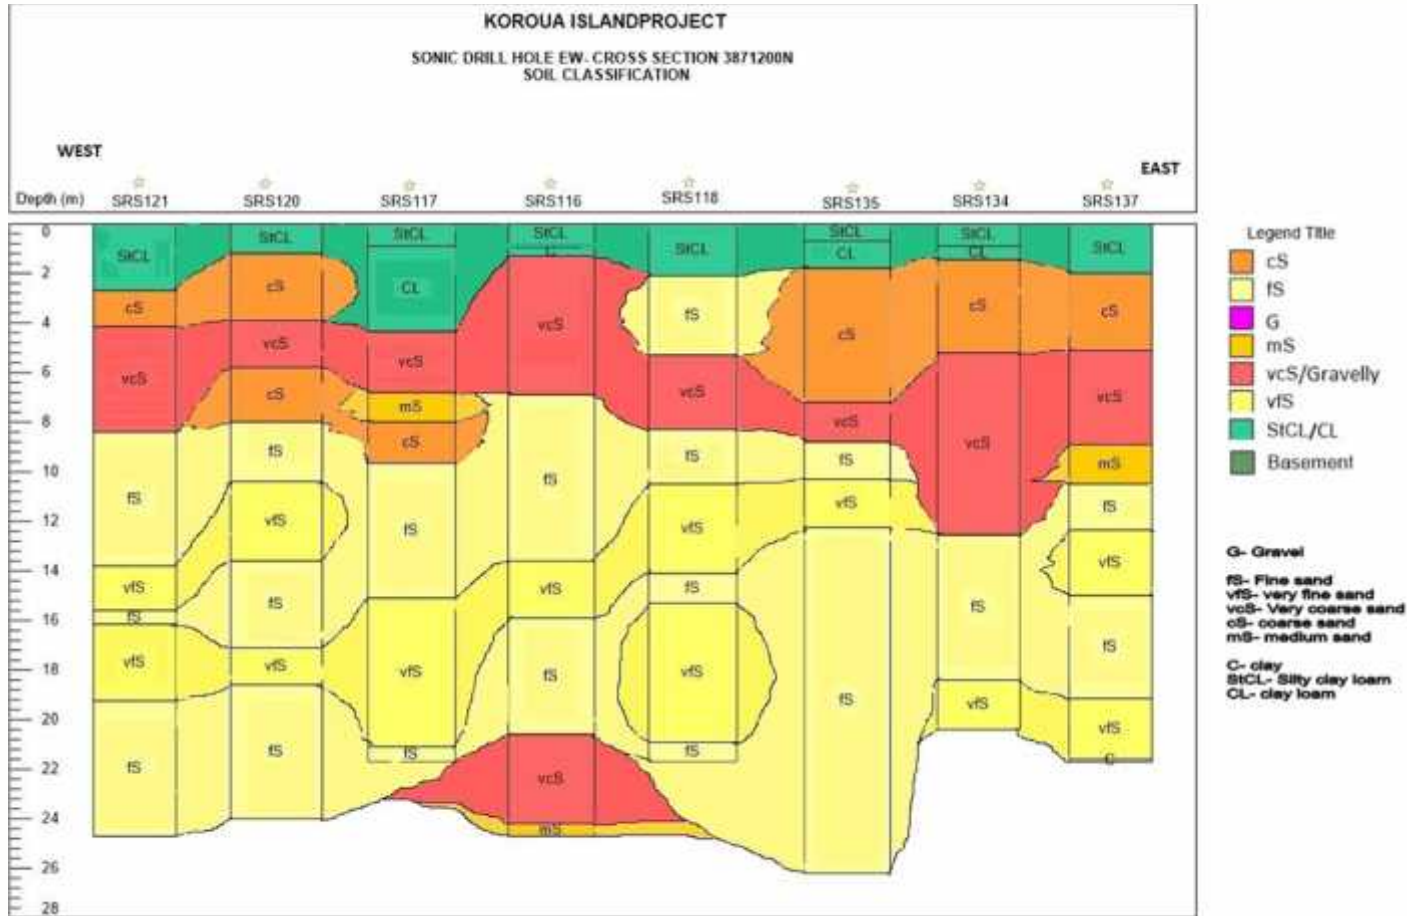 KOROUA ISLANDPROJECT
SONIC DRILL HOLE EW- CROSS SECTION 3871200N
SOIL CLASSIFICATION
WEST
EAST
Depth (m) SRS121 SRS120 SRS117 SRS116 SRS118 SRS135 SRS134 SRS137
0
2
4
6
8
10
12
14
16
18
20
22
24
26
28
StCL
cS
vcS
fS
vfS
fS
vfS
fS
StCL
cS
vcS
cS
fS
vfS
fS
vfS
fS
StCL
CL
vcS
mS
cS
fS
vfS
fS
StCL
C
vcS
fS
vfS
fS
vcS
mS
StCL
fS
vcS
fS
vfS
fS
vfS
fS
StCL
CL
cS
vcS
fS
vfS
fS
StCL
CL
cS
vcS
fS
vfS
StCL
cS
vcS
mS
fS
vfS
fS
vfS
C
Legend Title
cS
fS
G
mS
vcS/Gravelly
vfS
StCL/CL
Basement
G- Gravel
fS- Fine sand
vfS- very fine sand
vcS- Very coarse sand
cS- coarse sand
mS- medium sand
C- clay
StCL- Silty clay loam
CL- clay loam